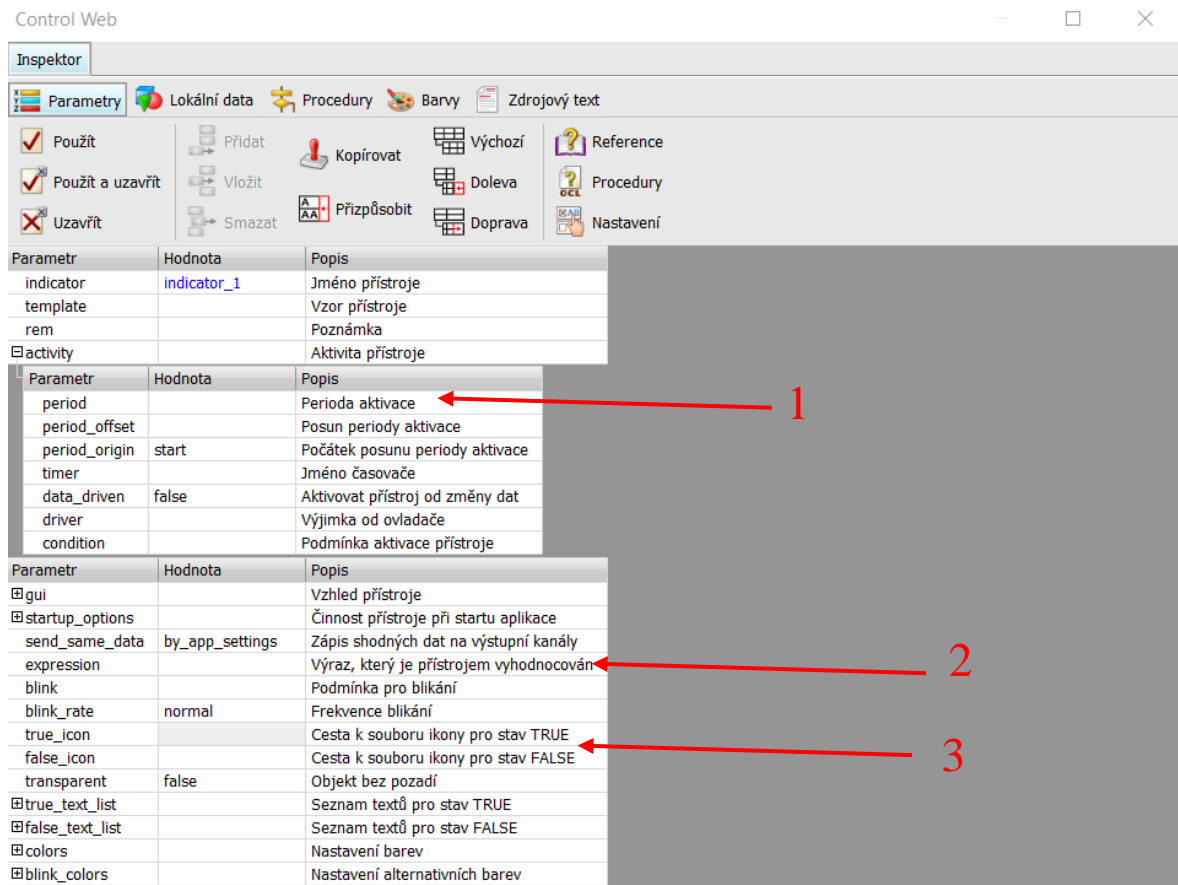 Control Web
Inspektor
Parametry Lokální data Procedury Barvy Zdrojový text
Použít Přidat Kopírovat Výchozí Reference
Použít a uzavřít Vložit Doleva Procedury
Uzavřít Smazat Přizpůsobit Doprava Nastavení
Parametr Hodnota Popis
indicator indicator_1 Jméno přístroje
template Vzor přístroje
rem Poznámka
activity Aktivita přístroje
Parametr Hodnota Popis
period Perioda aktivace 1
period_offset Posun periody aktivace
period_origin start Počátek posunu periody aktivace
timer Jméno časovače
data_driven false Aktivovat přístroj od změny dat
driver Výjimka od ovladače
condition Podmínka aktivace přístroje
Parametr Hodnota Popis
gui Vzhled přístroje
startup_options Činnost přístroje při startu aplikace
send_same_data by_app_settings Zápis shodných dat na výstupní kanály
expression Výraz, který je přístrojem vyhodnocován 2
blink Podmínka pro blikání
blink_rate normal Frekvence blikání
true_icon Cesta k souboru ikony pro stav TRUE
false_icon Cesta k souboru ikony pro stav FALSE 3
transparent false Objekt bez pozadí
true_text_list Seznam textů pro stav TRUE
false_text_list Seznam textů pro stav FALSE
colors Nastavení barev
blink_colors Nastavení alternativních barev